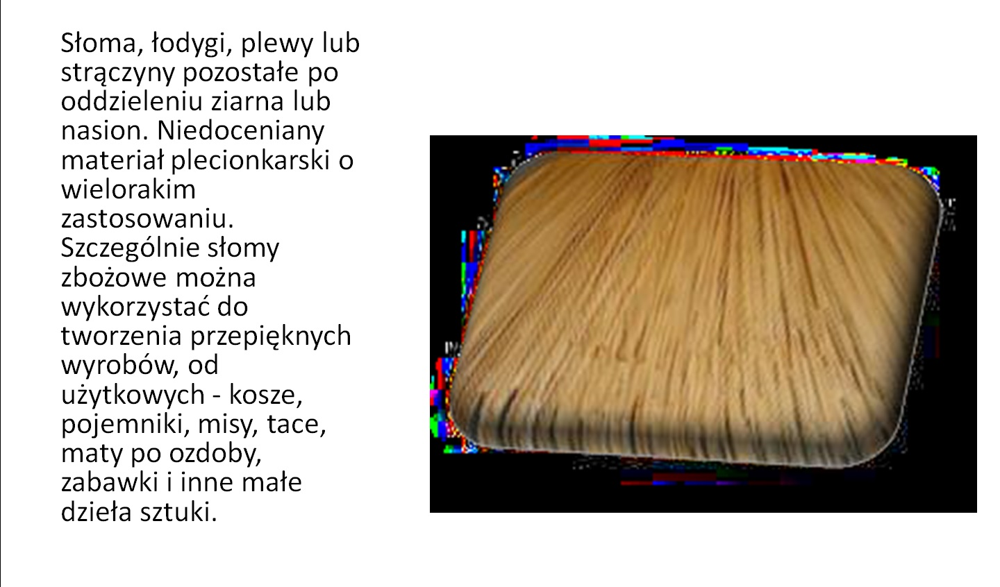 Słoma, łodygi, plewy lub
strączyny pozostałe po
oddzieleniu ziarna lub
nasion. Niedoceniany
materiał plecionkarski o
wielorakim
zastosowaniu.
Szczególnie słomy
zbożowe można
wykorzystać do
tworzenia przepięknych
wyrobów, od
użytkowych - kosze,
pojemniki, misy, tace,
maty po ozdoby,
zabawki i inne małe
dzieła sztuki.